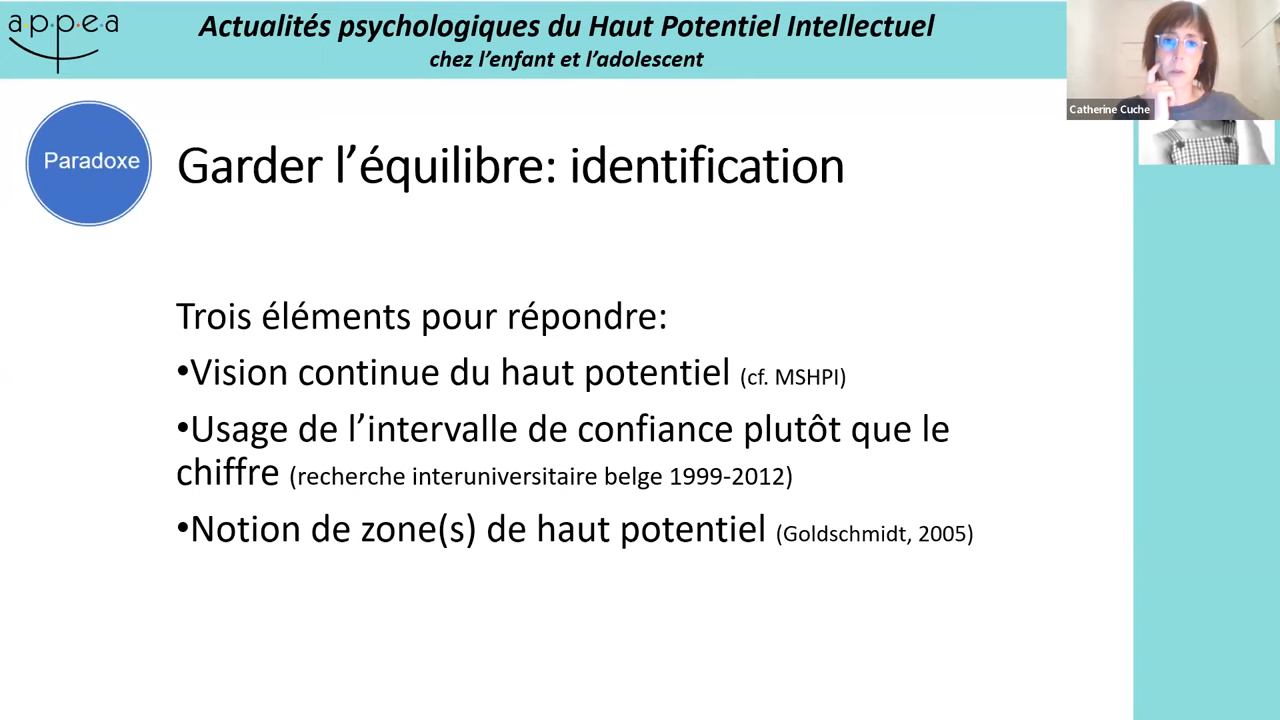 appea
Actualités psychologiques du Haut Potentiel Intellectuel
chez l’enfant et l’adolescent
Catherine Cuche
Paradoxe
Garder l’équilibre: identification
Trois éléments pour répondre:
•Vision continue du haut potentiel (cf. MSHPI)
•Usage de l’intervalle de confiance plutôt que le
chiffre (recherche interuniversitaire belge 1999-2012)
•Notion de zone(s) de haut potentiel (Goldschmidt, 2005)